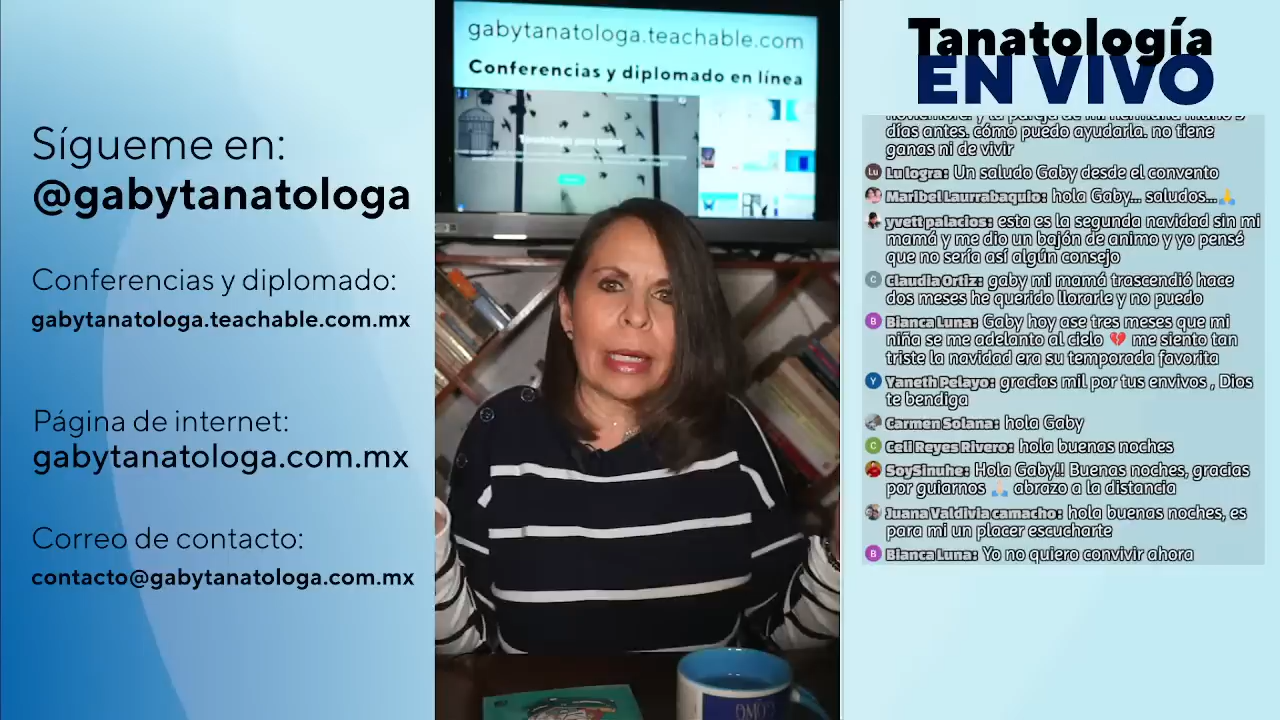 Sígueme en:
@gabytanatologa
Conferencias y diplomado:
gabytanatologa.teachable.com.mx
Página de internet:
gabytanatologa.com.mx
Correo de contacto:
contacto@gabytanatologa.com.mx
gabytanatologa.teachable.com
Conferencias y diplomado en línea
Tanatología
EN VIVO
días antes. cómo puedo ayudarla. no tiene
ganas ni de vivir
Lu logra: Un saludo Gaby desde el convento
Maribel Laurrabaquio: hola Gaby... saludos...🙏
yvett palacios: esta es la segunda navidad sin mi
mamá y me dio un bajón de animo y yo pensé
que no sería así algún consejo
Claudia Ortiz: gaby mi mamá trascendió hace
dos meses he querido llorarle y no puedo
Bianca Luna: Gaby hoy ase tres meses que mi
niña se me adelanto al cielo 💔 me siento tan
triste la navidad era su temporada favorita
Yaneth Pelayo: gracias mil por tus envivos , Dios
te bendiga
Carmen Solana: hola Gaby
Celi Reyes Rivero: hola buenas noches
SoySinuhe: Hola Gaby!! Buenas noches, gracias
por guiarnos 🙏🏻 abrazo a la distancia
Juana Valdivia camacho: hola buenas noches, es
para mi un placer escucharte
Bianca Luna: Yo no quiero convivir ahora